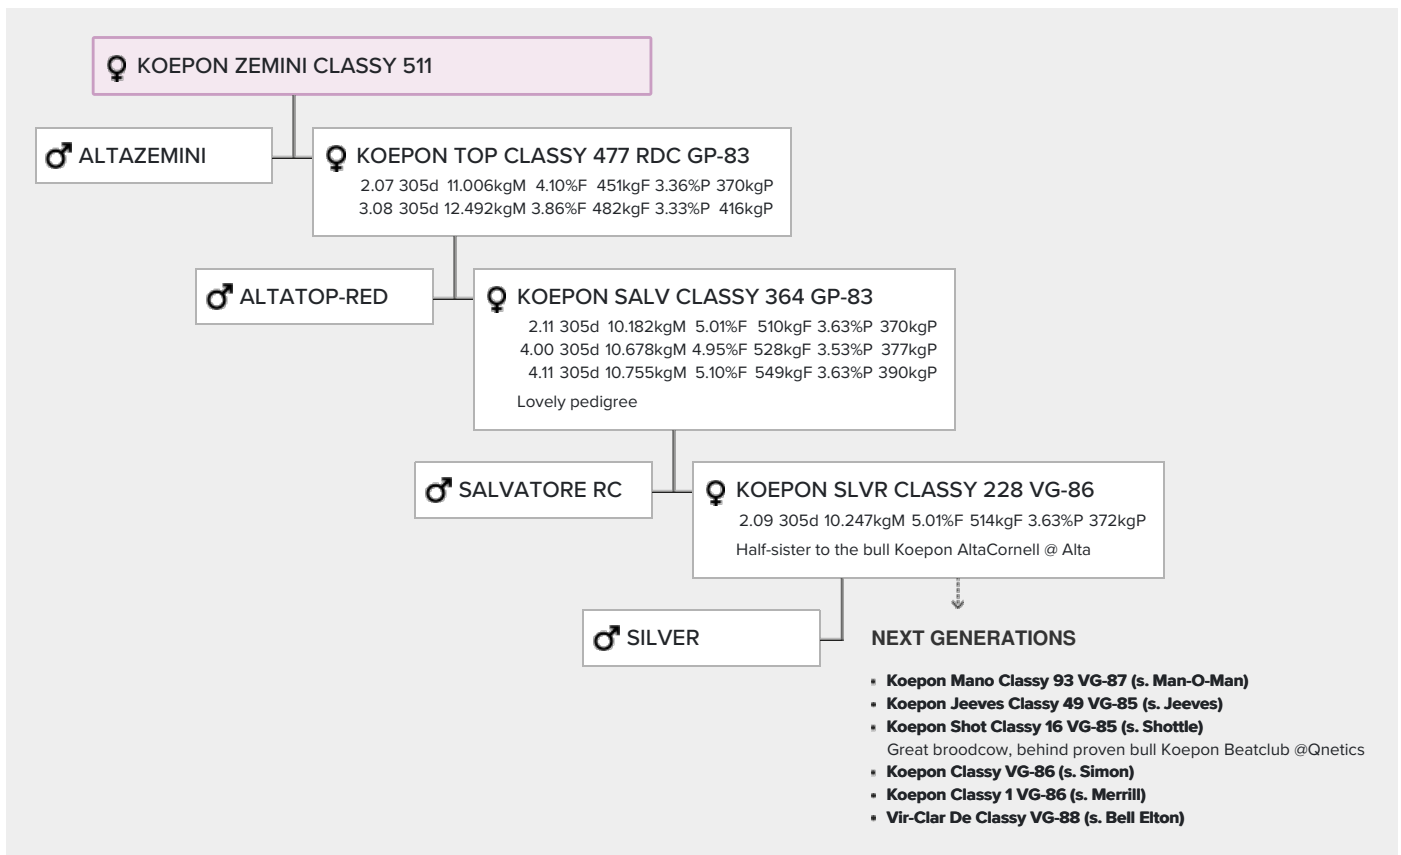 KOEPON ZEMINI CLASSY 511
ALTAZEMINI
KOEPON TOP CLASSY 477 RDC GP-83
2.07 305d 11.006kgM 4.10%F 451kgF 3.36%P 370kgP
3.08 305d 12.492kgM 3.86%F 482kgF 3.33%P 416kgP
ALTATOP-RED
KOEPON SALV CLASSY 364 GP-83
2.11 305d 10.182kgM 5.01%F 510kgF 3.63%P 370kgP
4.00 305d 10.678kgM 4.95%F 528kgF 3.53%P 377kgP
4.11 305d 10.755kgM 5.10%F 549kgF 3.63%P 390kgP
Lovely pedigree
SALVATORE RC
KOEPON SLVR CLASSY 228 VG-86
2.09 305d 10.247kgM 5.01%F 514kgF 3.63%P 372kgP
Half-sister to the bull Koepon AltaCornell @ Alta
SILVER
NEXT GENERATIONS
Koepon Mano Classy 93 VG-87 (s. Man-O-Man)
Koepon Jeeves Classy 49 VG-85 (s. Jeeves)
Koepon Shot Classy 16 VG-85 (s. Shottle)
Great broodcow, behind proven bull Koepon Beatclub @Qnetics
Koepon Classy VG-86 (s. Simon)
Koepon Classy 1 VG-86 (s. Merrill)
Vir-Clar De Classy VG-88 (s. Bell Elton)